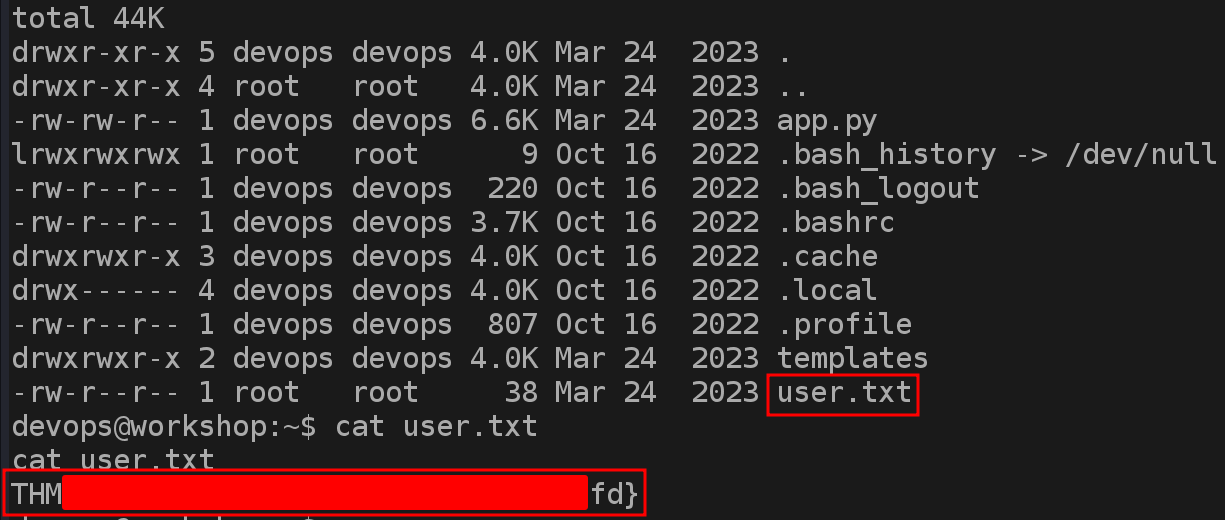 total 44K
drwxr-xr-x 5 devops devops 4.0K Mar 24  2023 .
drwxr-xr-x 4 root   root   4.0K Mar 24  2023 ..
-rw-rw-r-- 1 devops devops 6.6K Mar 24  2023 app.py
lrwxrwxrwx 1 root   root      9 Oct 16  2022 .bash_history -> /dev/null
-rw-r--r-- 1 devops devops  220 Oct 16  2022 .bash_logout
-rw-r--r-- 1 devops devops 3.7K Oct 16  2022 .bashrc
drwxrwxr-x 3 devops devops 4.0K Oct 16  2022 .cache
drwx------ 4 devops devops 4.0K Oct 16  2022 .local
-rw-r--r-- 1 devops devops  807 Oct 16  2022 .profile
drwxrwxr-x 2 devops devops 4.0K Mar 24  2023 templates
-rw-r--r-- 1 root   root     38 Mar 24  2023 user.txt
devops@workshop:~$ cat user.txt
cat user.txt
THM fd}